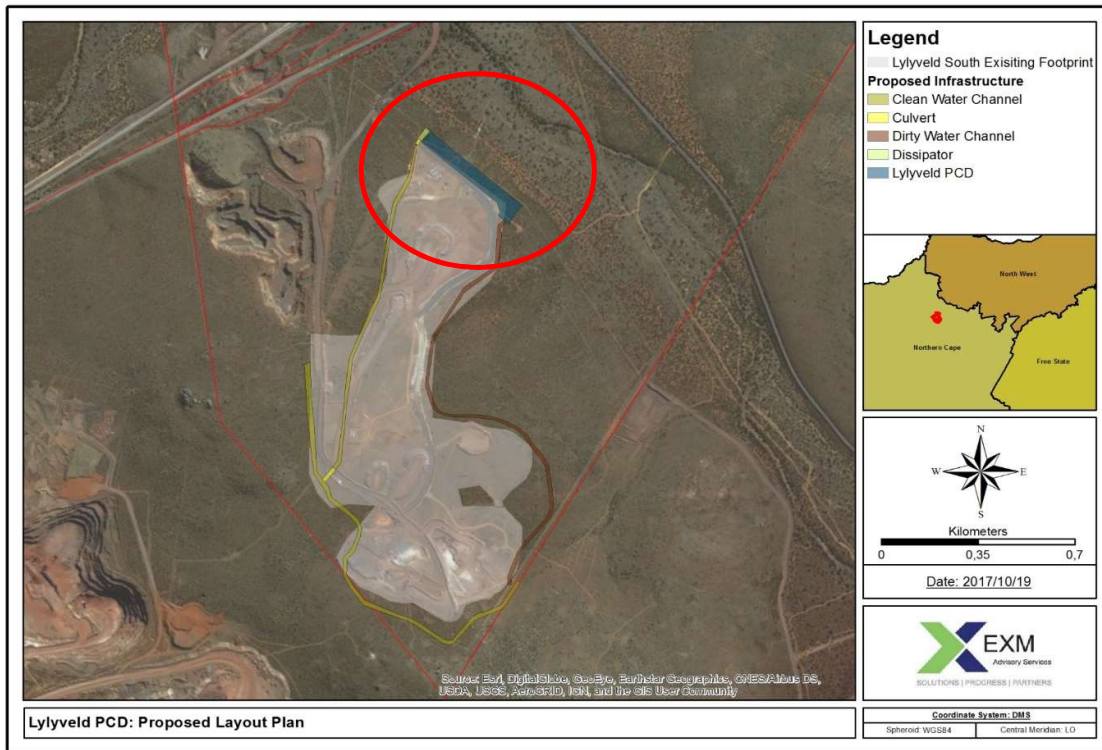 Legend
Lylyveld South Exisiting Footprint
Proposed Infrastructure
Clean Water Channel
Culvert
Dirty Water Channel
Dissipator
Lylyveld PCD
North West
Northern Cape
Free State
N
W
E
S
Kilometers
0
0,35
0,7
Date: 2017/10/19
EXM
Advisory Services
SOLUTIONS | PROGRESS | PARTNERS
Source: Esri, DigitalGlobe, GeoEye, Earthstar Geographics, CNES/Airbus DS,
USDA, USGS, AeroGRID, IGN, and the GIS User Community
Lylyveld PCD: Proposed Layout Plan
Coordinate System: DMS
Spheroid: WGS84
Central Meridian: LO